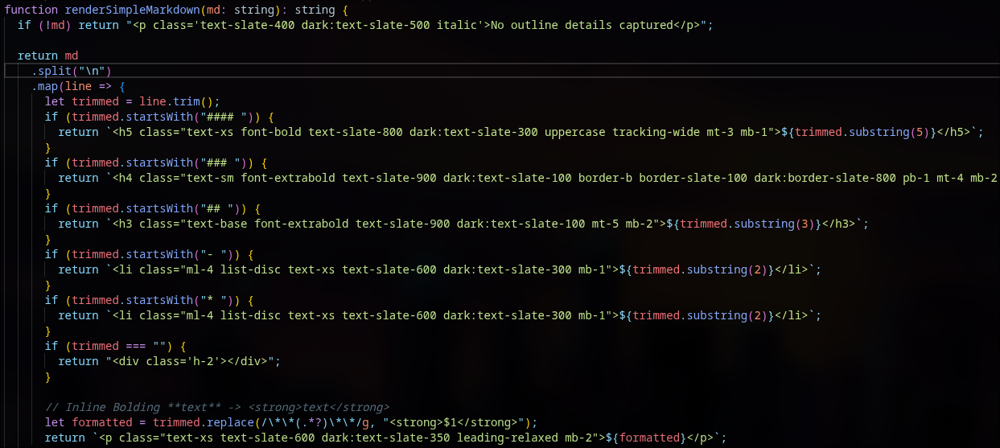 function renderSimpleMarkdown(md: string): string {
if (!md) return "<p class='text-slate-400 dark:text-slate-500 italic'>No outline details captured</p>";
return md
.split("\n")
.map(line => {
let trimmed = line.trim();
if (trimmed.startsWith("#### ")) {
return `<h5 class="text-xs font-bold text-slate-800 dark:text-slate-300 uppercase tracking-wide mt-3 mb-1">${trimmed.substring(5)}</h5>`;
}
if (trimmed.startsWith("### ")) {
return `<h4 class="text-sm font-extrabold text-slate-900 dark:text-slate-100 border-b border-slate-100 dark:border-slate-800 pb-1 mt-4 mb-2
}
if (trimmed.startsWith("## ")) {
return `<h3 class="text-base font-extrabold text-slate-900 dark:text-slate-100 mt-5 mb-2">${trimmed.substring(3)}</h3>`;
}
if (trimmed.startsWith("- ")) {
return `<li class="ml-4 list-disc text-xs text-slate-600 dark:text-slate-300 mb-1">${trimmed.substring(2)}</li>`;
}
if (trimmed.startsWith("* ")) {
return `<li class="ml-4 list-disc text-xs text-slate-600 dark:text-slate-300 mb-1">${trimmed.substring(2)}</li>`;
}
if (trimmed === "") {
return "<div class='h-2'></div>";
}
// Inline Bolding **text** -> <strong>text</strong>
let formatted = trimmed.replace(/\*\*(.*?)\*\*/g, "<strong>$1</strong>");
return `<p class="text-xs text-slate-600 dark:text-slate-350 leading-relaxed mb-2">${formatted}</p>`;